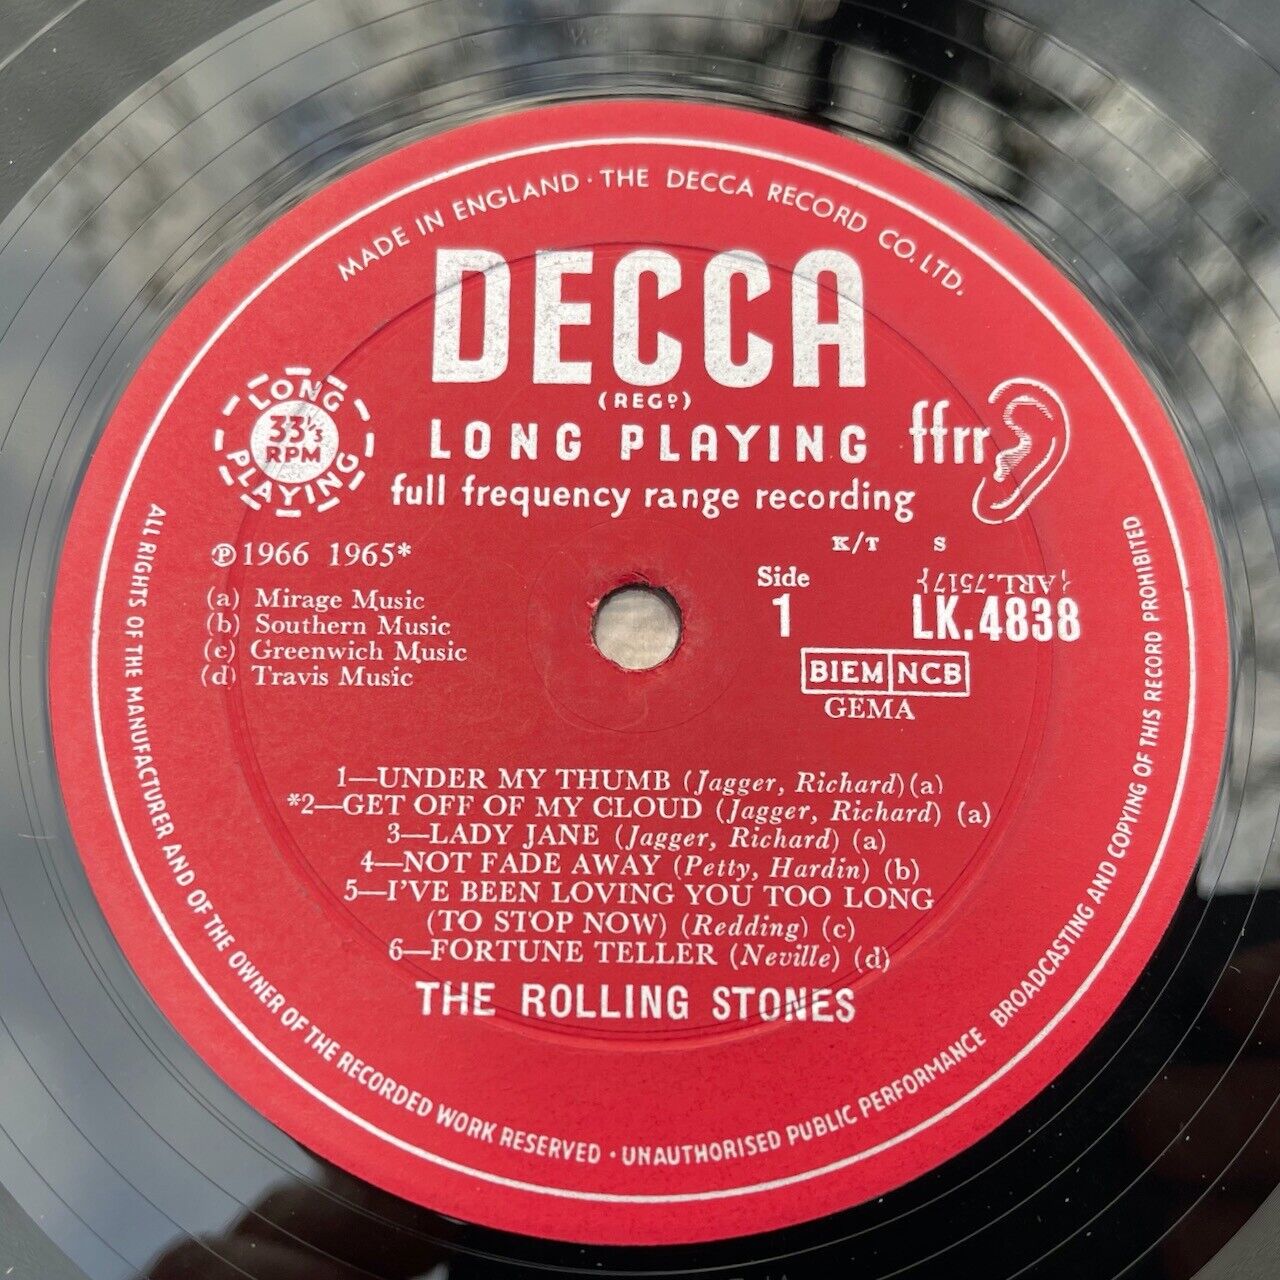 MADE IN ENGLAND · THE DECCA RECORD CO. LTD.
DECCA
(REGD)
LONG PLAYING
ffrr
full frequency range recording
LONG
33⅓
RPM
PLAYING
℗ 1966 1965*
(a) Mirage Music
(b) Southern Music
(c) Greenwich Music
(d) Travis Music
K/T S
Side
1
{ARL.7517}
LK.4838
BIEM NCB
GEMA
1—UNDER MY THUMB (Jagger, Richard)(a)
*2—GET OFF OF MY CLOUD (Jagger, Richard) (a)
3—LADY JANE (Jagger, Richard) (a)
4—NOT FADE AWAY (Petty, Hardin) (b)
5—I'VE BEEN LOVING YOU TOO LONG
(TO STOP NOW) (Redding) (c)
6—FORTUNE TELLER (Neville) (d)
THE ROLLING STONES
ALL RIGHTS OF THE MANUFACTURER AND OF THE OWNER OF THE RECORDED WORK RESERVED · UNAUTHORISED PUBLIC PERFORMANCE BROADCASTING AND COPYING OF THIS RECORD PROHIBITED